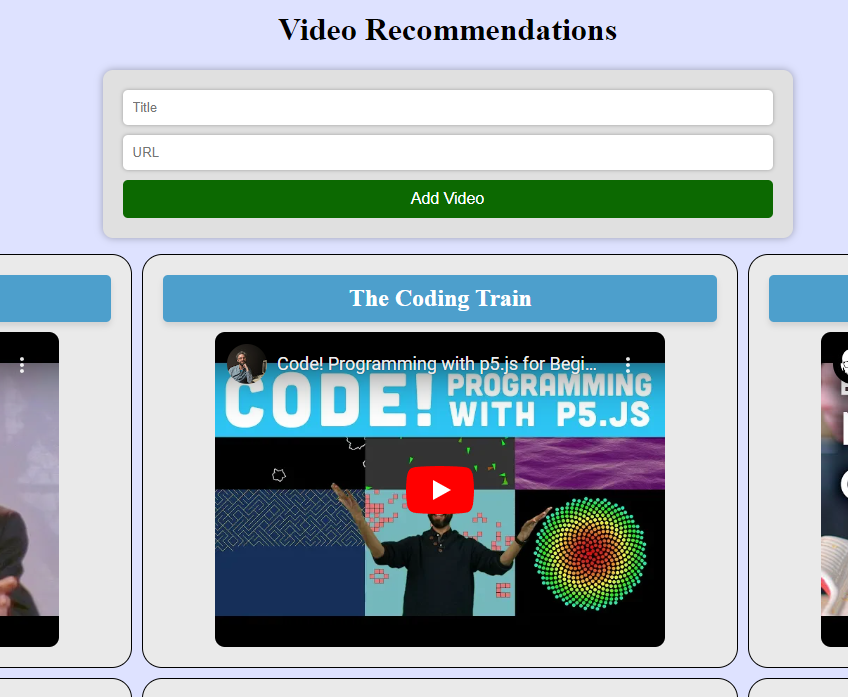 Video Recommendations
Title
URL
Add Video
The Coding Train
Code! Programming with p5.js for Begi...
CODE! PROGRAMMING
WITH P5.JS